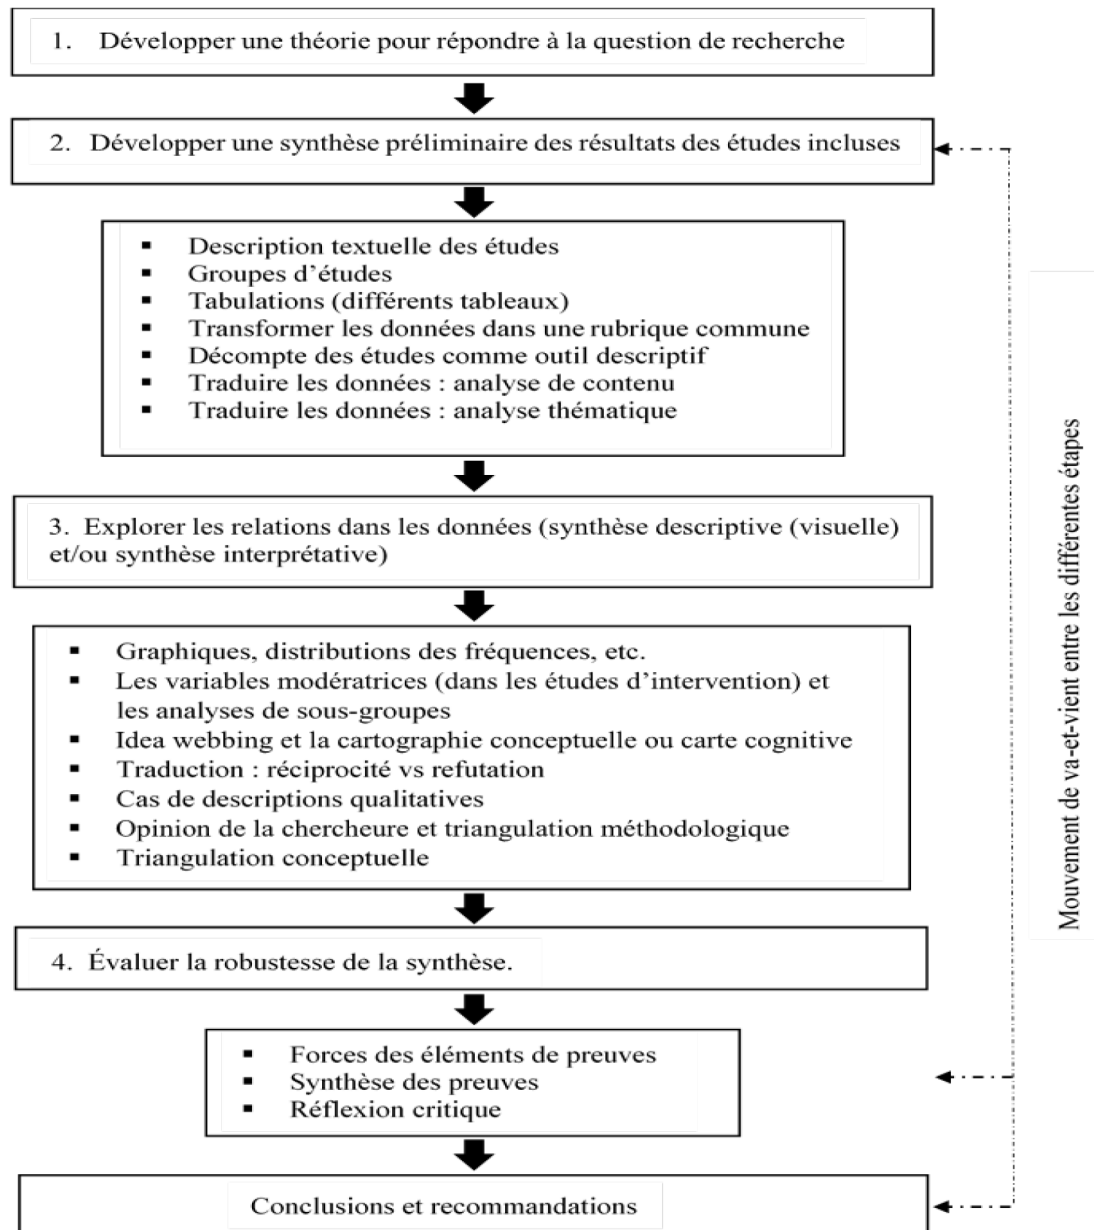 1. Développer une théorie pour répondre à la question de recherche
2. Développer une synthèse préliminaire des résultats des études incluses
▪ Description textuelle des études
▪ Groupes d’études
▪ Tabulations (différents tableaux)
▪ Transformer les données dans une rubrique commune
▪ Décompte des études comme outil descriptif
▪ Traduire les données : analyse de contenu
▪ Traduire les données : analyse thématique
3. Explorer les relations dans les données (synthèse descriptive (visuelle)
et/ou synthèse interprétative)
▪ Graphiques, distributions des fréquences, etc.
▪ Les variables modératrices (dans les études d’intervention) et
les analyses de sous-groupes
▪ Idea webbing et la cartographie conceptuelle ou carte cognitive
▪ Traduction : réciprocité vs refutation
▪ Cas de descriptions qualitatives
▪ Opinion de la chercheure et triangulation méthodologique
▪ Triangulation conceptuelle
4. Évaluer la robustesse de la synthèse.
▪ Forces des éléments de preuves
▪ Synthèse des preuves
▪ Réflexion critique
Conclusions et recommandations
Mouvement de va-et-vient entre les différentes étapes